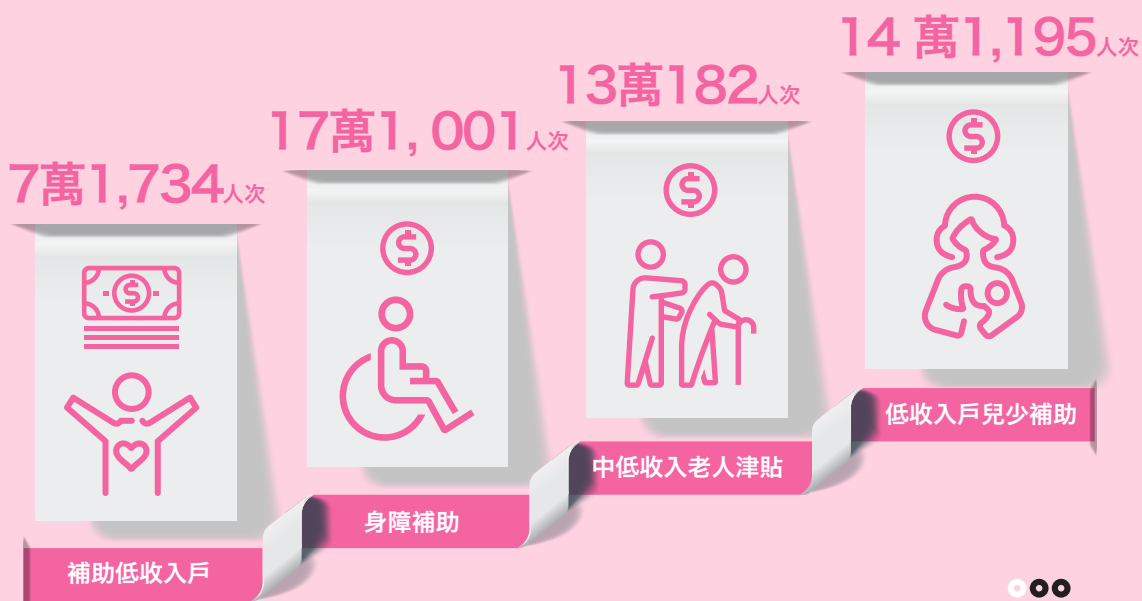 7萬1,734人次
補助低收入戶
17萬1, 001人次
身障補助
13萬182人次
中低收入老人津貼
14 萬1,195人次
低收入戶兒少補助